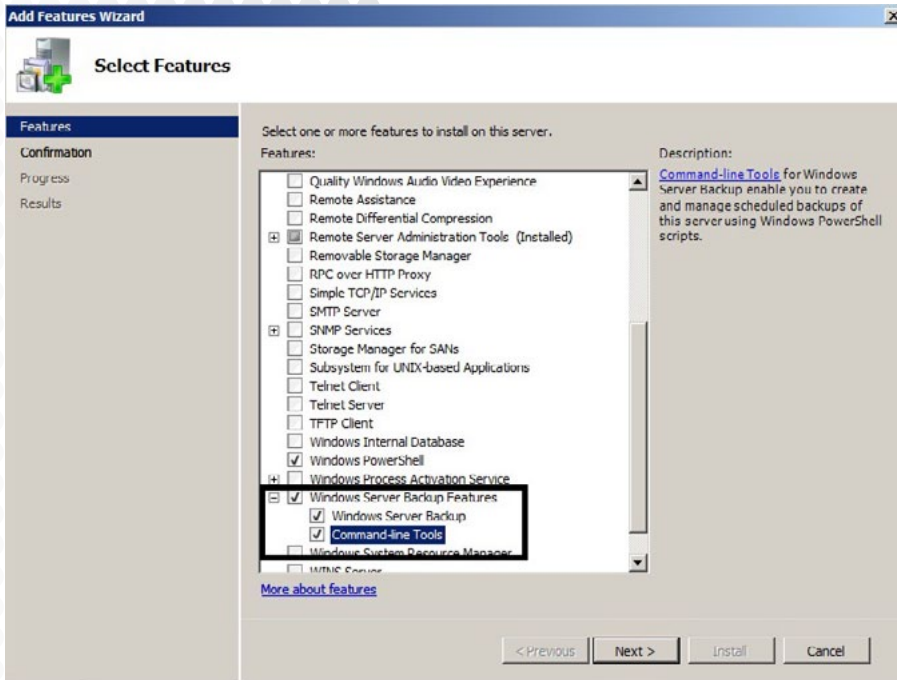 Add Features Wizard
Select Features
Features
Confirmation
Progress
Results
Select one or more features to install on this server.
Features:
Quality Windows Audio Video Experience
Remote Assistance
Remote Differential Compression
Remote Server Administration Tools (Installed)
Removable Storage Manager
RPC over HTTP Proxy
Simple TCP/IP Services
SMTP Server
SNMP Services
Storage Manager for SANs
Subsystem for UNIX-based Applications
Telnet Client
Telnet Server
TFTP Client
Windows Internal Database
Windows PowerShell
Windows Process Activation Service
Windows Server Backup Features
Windows Server Backup
Command-line Tools
Windows System Resource Manager
WINS Server
More about features
Description:
Command-line Tools for Windows
Server Backup enable you to create
and manage scheduled backups of
this server using Windows PowerShell
scripts.
< Previous
Next >
Install
Cancel